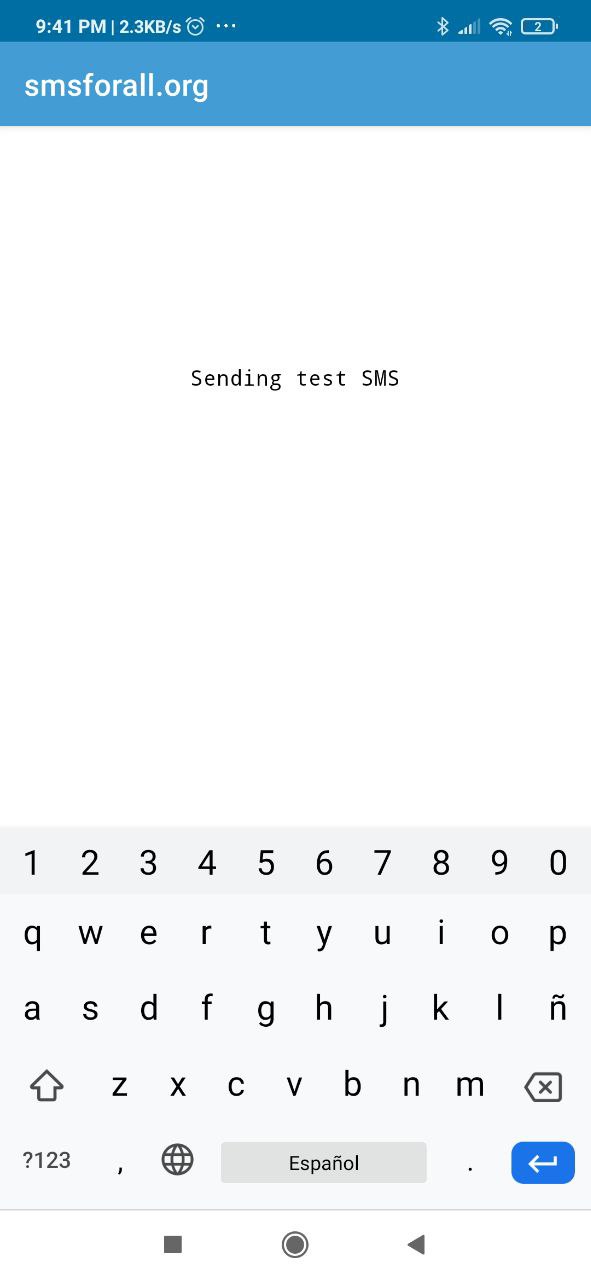 9:41 PM | 2.3KB/s ...
2
smsforall.org
Sending test SMS
1 2 3 4 5 6 7 8 9 0
q w e r t y u i o p
a s d f g h j k l ñ
z x c v b n m
?123 , Español .